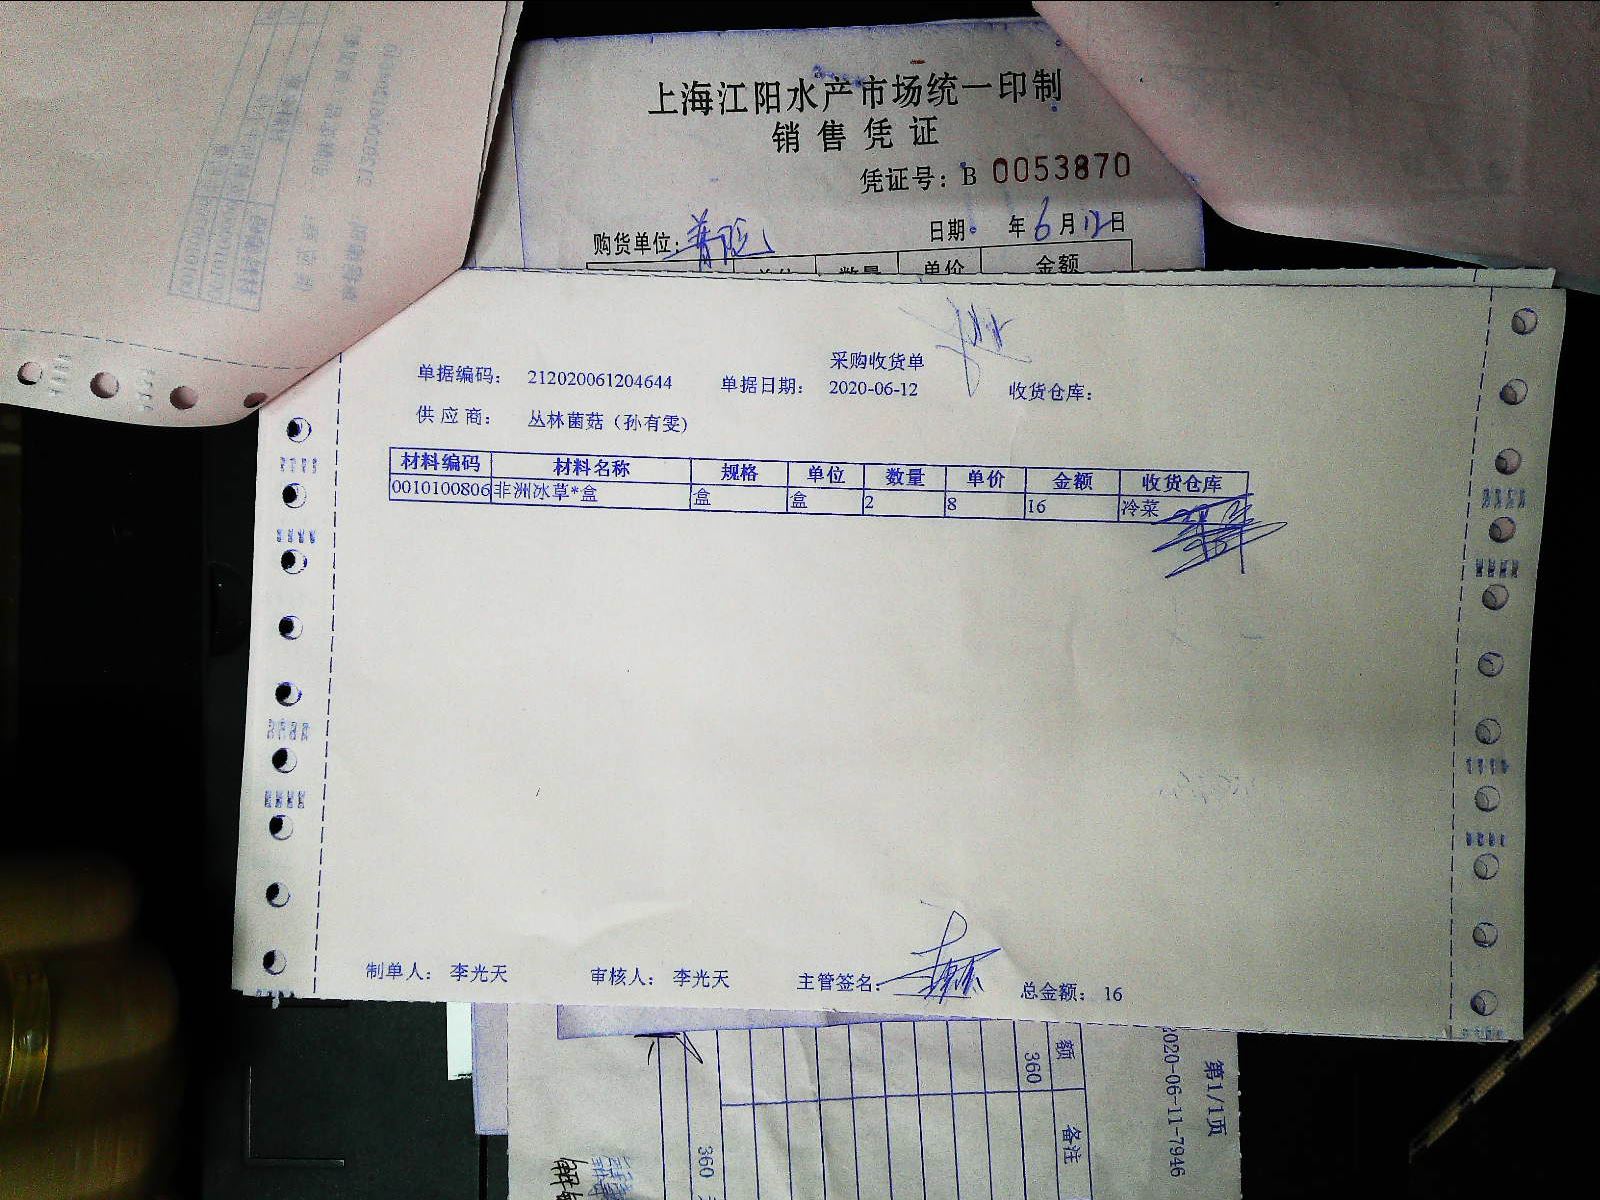 上海江阳水产市场统一印制
销售凭证
凭证号：B 0053870
购货单位： 日期 年6月12日
单价 金额
采购收货单
单据编码： 212020061204644 单据日期： 2020-06-12 收货仓库：
供应商： 丛林菌菇（孙有雯）
材料编码 材料名称 规格 单位 数量 单价 金额 收货仓库
0010100806 非洲冰草*盒 盒 盒 2 8 16 冷菜
制单人： 李光天 审核人： 李光天 主管签名： 总金额： 16
第1/1页
2020-06-11-7946
额 备注
360
360